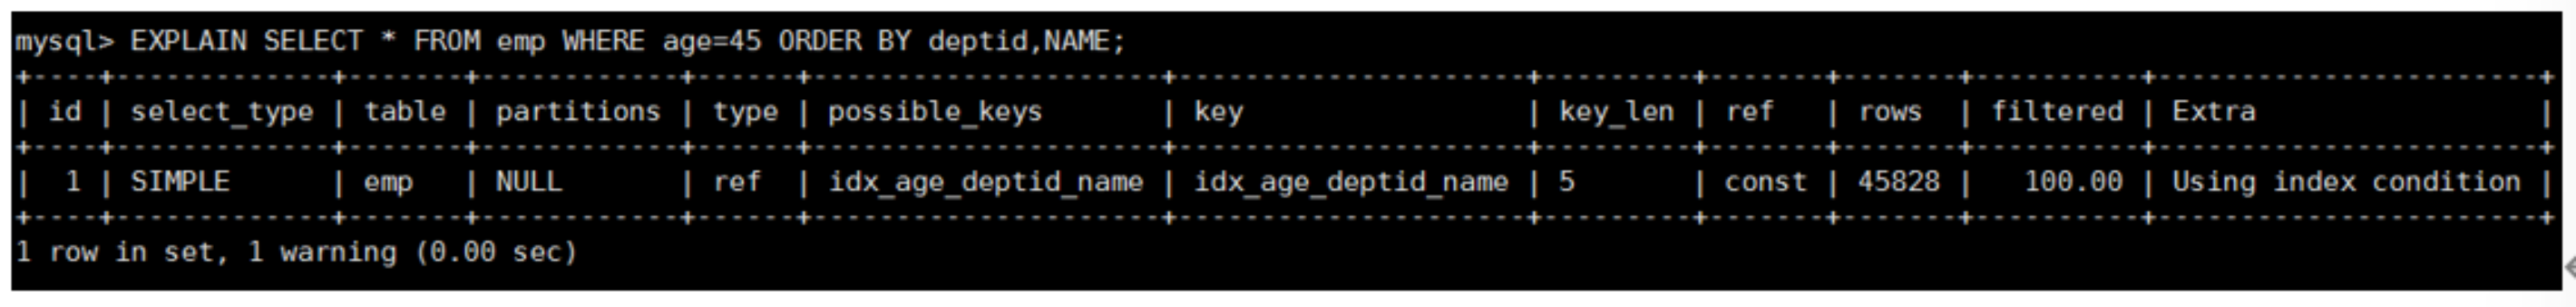 mysql> EXPLAIN SELECT * FROM emp WHERE age=45 ORDER BY deptid,NAME;
+----+-------------+-------+------------+------+---------------------+---------------------+---------+-------+-------+----------+-----------------------+
| id | select_type | table | partitions | type | possible_keys       | key                 | key_len | ref   | rows  | filtered | Extra                 |
+----+-------------+-------+------------+------+---------------------+---------------------+---------+-------+-------+----------+-----------------------+
|  1 | SIMPLE      | emp   | NULL       | ref  | idx_age_deptid_name | idx_age_deptid_name | 5       | const | 45828 |   100.00 | Using index condition |
+----+-------------+-------+------------+------+---------------------+---------------------+---------+-------+-------+----------+-----------------------+
1 row in set, 1 warning (0.00 sec)